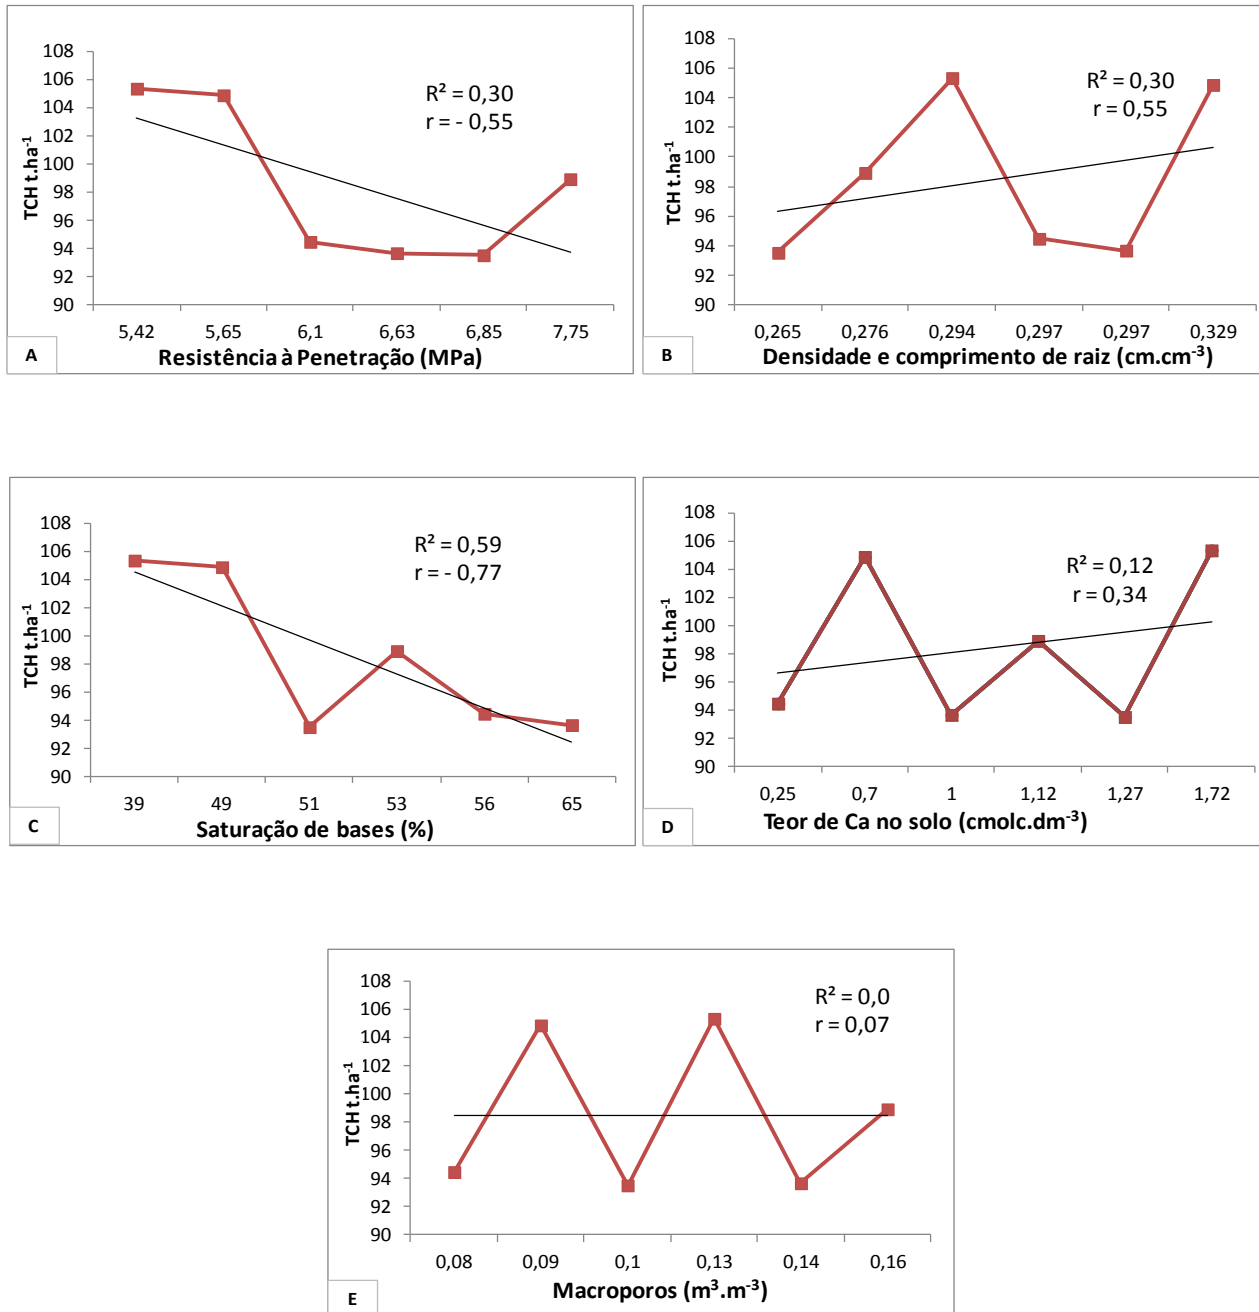 108
106
104
102
100
98
96
94
92
90
TCH t.ha⁻¹
R² = 0,30
r = - 0,55
5,42 5,65 6,1 6,63 6,85 7,75
Resistência à Penetração (MPa)
A
108
106
104
102
100
98
96
94
92
90
TCH t.ha⁻¹
R² = 0,30
r = 0,55
0,265 0,276 0,294 0,297 0,297 0,329
Densidade e comprimento de raiz (cm.cm⁻³)
B
108
106
104
102
100
98
96
94
92
90
TCH t.ha⁻¹
R² = 0,59
r = - 0,77
39 49 51 53 56 65
Saturação de bases (%)
C
108
106
104
102
100
98
96
94
92
90
TCH t.ha⁻¹
R² = 0,12
r = 0,34
0,25 0,7 1 1,12 1,27 1,72
Teor de Ca no solo (cmolc.dm⁻³)
D
108
106
104
102
100
98
96
94
92
90
TCH t.ha⁻¹
R² = 0,0
r = 0,07
0,08 0,09 0,1 0,13 0,14 0,16
Macroporos (m³.m⁻³)
E